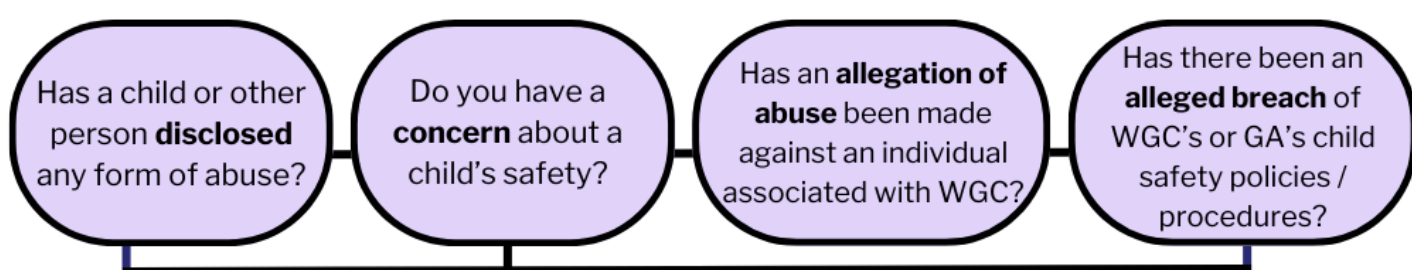 Has a child or other
person disclosed
any form of abuse?
Do you have a
concern about a
child's safety?
Has an allegation of
abuse been made
against an individual
associated with WGC?
Has there been an
alleged breach of
WGC's or GA's child
safety policies /
procedures?